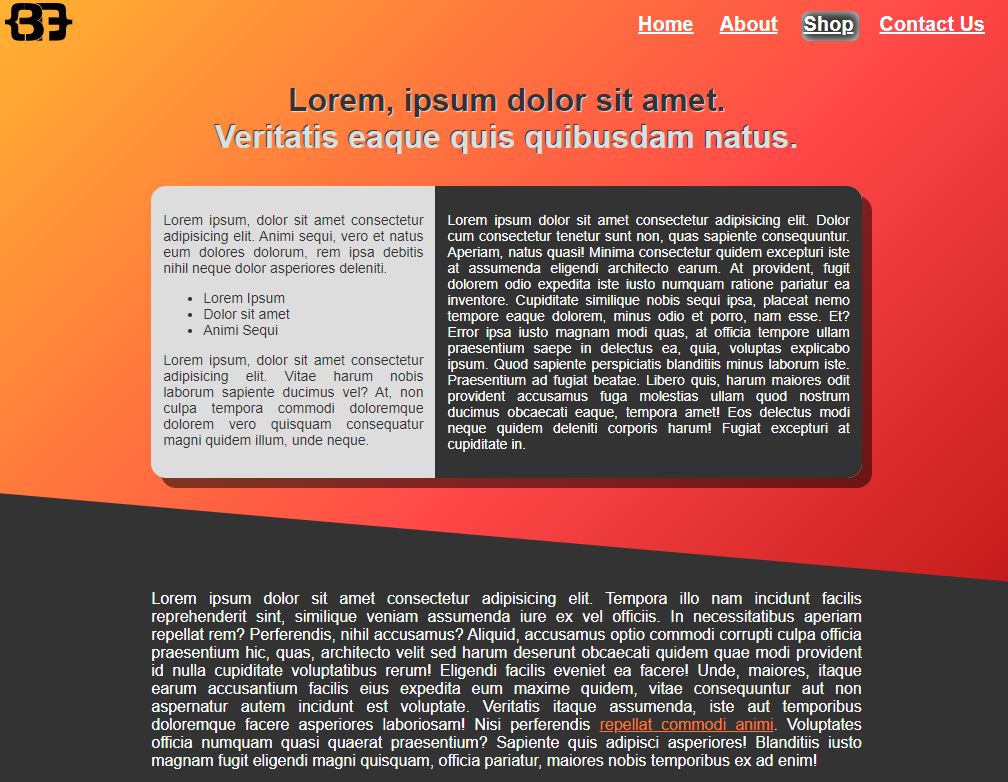 {BF}
Home About Shop Contact Us
Lorem, ipsum dolor sit amet.
Veritatis eaque quis quibusdam natus.
Lorem ipsum, dolor sit amet consectetur
adipisicing elit. Animi sequi, vero et natus
eum dolores dolorum, rem ipsa debitis
nihil neque dolor asperiores deleniti.
• Lorem Ipsum
• Dolor sit amet
• Animi Sequi
Lorem ipsum, dolor sit amet consectetur
adipisicing elit. Vitae harum nobis
laborum sapiente ducimus vel? At, non
culpa tempora commodi doloremque
dolorem vero quisquam consequatur
magni quidem illum, unde neque.
Lorem ipsum dolor sit amet consectetur adipisicing elit. Dolor
cum consectetur tenetur sunt non, quas sapiente consequuntur.
Aperiam, natus quasi! Minima consectetur quidem excepturi iste
at assumenda eligendi architecto earum. At provident, fugit
dolorem odio expedita iste iusto numquam ratione pariatur ea
inventore. Cupiditate similique nobis sequi ipsa, placeat nemo
tempore eaque dolorem, minus odio et porro, nam esse. Et?
Error ipsa iusto magnam modi quas, at officia tempore ullam
praesentium saepe in delectus ea, quia, voluptas explicabo
ipsum. Quod sapiente perspiciatis blanditiis minus laborum iste.
Praesentium ad fugiat beatae. Libero quis, harum maiores odit
provident accusamus fuga molestias ullam quod nostrum
ducimus obcaecati eaque, tempora amet! Eos delectus modi
neque quidem deleniti corporis harum! Fugiat excepturi at
cupiditate in.
Lorem ipsum dolor sit amet consectetur adipisicing elit. Tempora illo nam incidunt facilis
reprehenderit sint, similique veniam assumenda iure ex vel officiis. In necessitatibus aperiam
repellat rem? Perferendis, nihil accusamus? Aliquid, accusamus optio commodi corrupti culpa officia
praesentium hic, quas, architecto velit sed harum deserunt obcaecati quidem quae modi provident
id nulla cupiditate voluptatibus rerum! Eligendi facilis eveniet ea facere! Unde, maiores, itaque
earum accusantium facilis eius expedita eum maxime quidem, vitae consequuntur aut non
aspernatur autem incidunt est voluptate. Veritatis itaque assumenda, iste aut temporibus
doloremque facere asperiores laboriosam! Nisi perferendis repellat commodi animi. Voluptates
officia numquam quasi quaerat praesentium? Sapiente quis adipisci asperiores! Blanditiis iusto
magnam fugit eligendi magni quisquam, officia pariatur, maiores nobis temporibus ex ad enim!